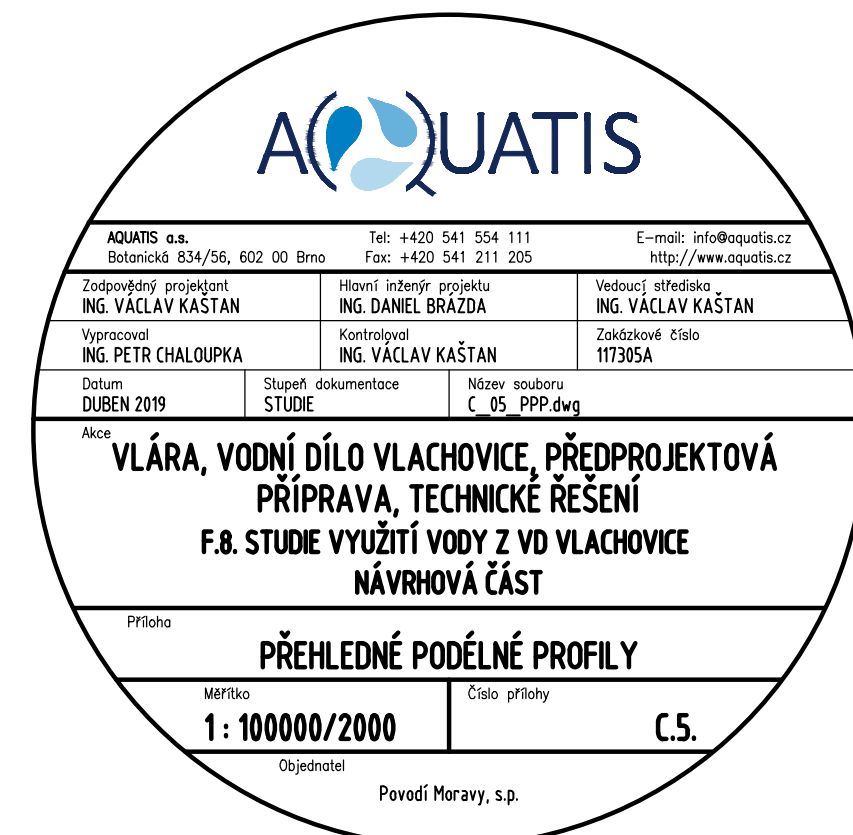 AQUATIS
AQUATIS a.s. Tel: +420 541 554 111 E-mail: info@aquatis.cz
Botanická 834/56, 602 00 Brno Fax: +420 541 211 205 http://www.aquatis.cz
Zodpovědný projektant Hlavní inženýr projektu Vedoucí střediska
ING. VÁCLAV KAŠTAN ING. DANIEL BRÁZDA ING. VÁCLAV KAŠTAN
Vypracoval Kontroloval Zakázkové číslo
ING. PETR CHALOUPKA ING. VÁCLAV KAŠTAN 117305A
Datum Stupeň dokumentace Název souboru
DUBEN 2019 STUDIE C_05_PPP.dwg
Akce
VLÁRA, VODNÍ DÍLO VLACHOVICE, PŘEDPROJEKTOVÁ
PŘÍPRAVA, TECHNICKÉ ŘEŠENÍ
F.8. STUDIE VYUŽITÍ VODY Z VD VLACHOVICE
NÁVRHOVÁ ČÁST
Příloha
PŘEHLEDNÉ PODÉLNÉ PROFILY
Měřítko Číslo přílohy
1 : 100000/2000 C.5.
Objednatel
Povodí Moravy, s.p.